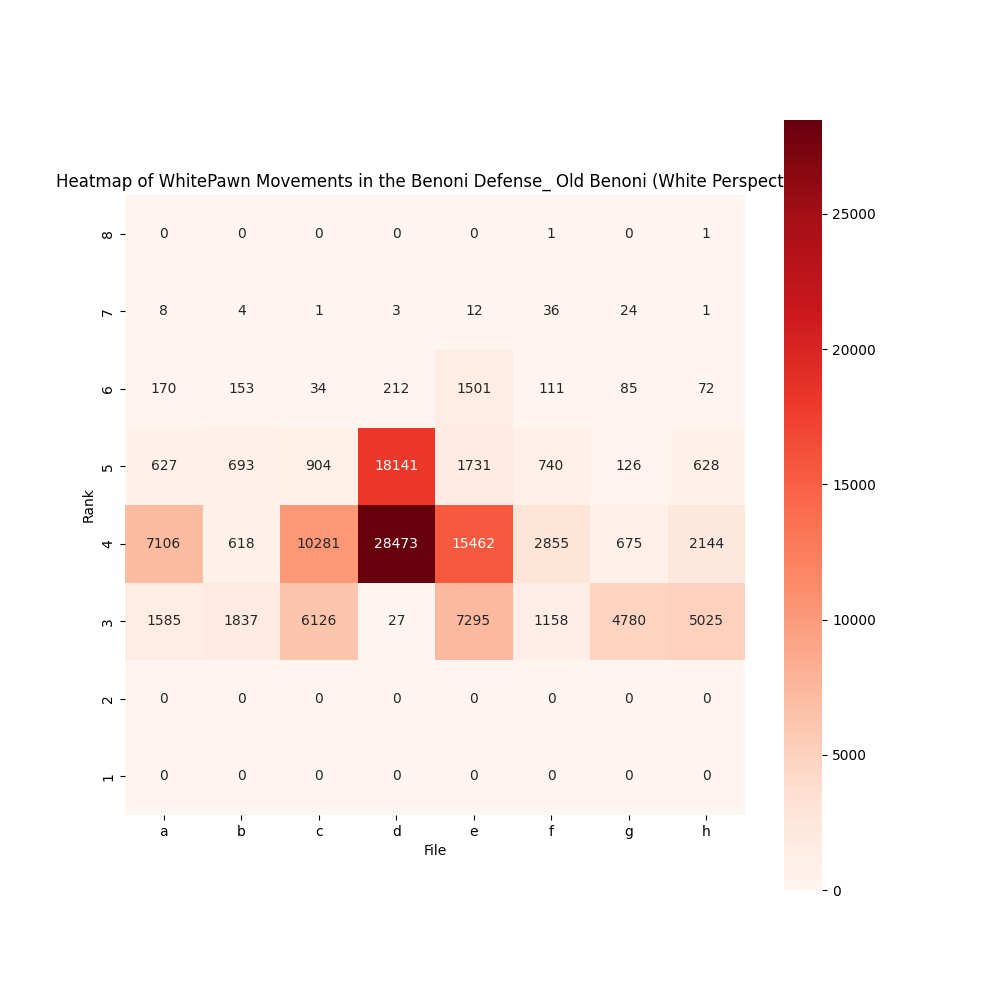 Heatmap of WhitePawn Movements in the Benoni Defense_ Old Benoni (White Perspect
8 0 0 0 0 0 1 0 1
7 8 4 1 3 12 36 24 1
6 170 153 34 212 1501 111 85 72
5 627 693 904 18141 1731 740 126 628
4 7106 618 10281 28473 15462 2855 675 2144
3 1585 1837 6126 27 7295 1158 4780 5025
2 0 0 0 0 0 0 0 0
1 0 0 0 0 0 0 0 0
a b c d e f g h
File
Rank
25000
20000
15000
10000
5000
0